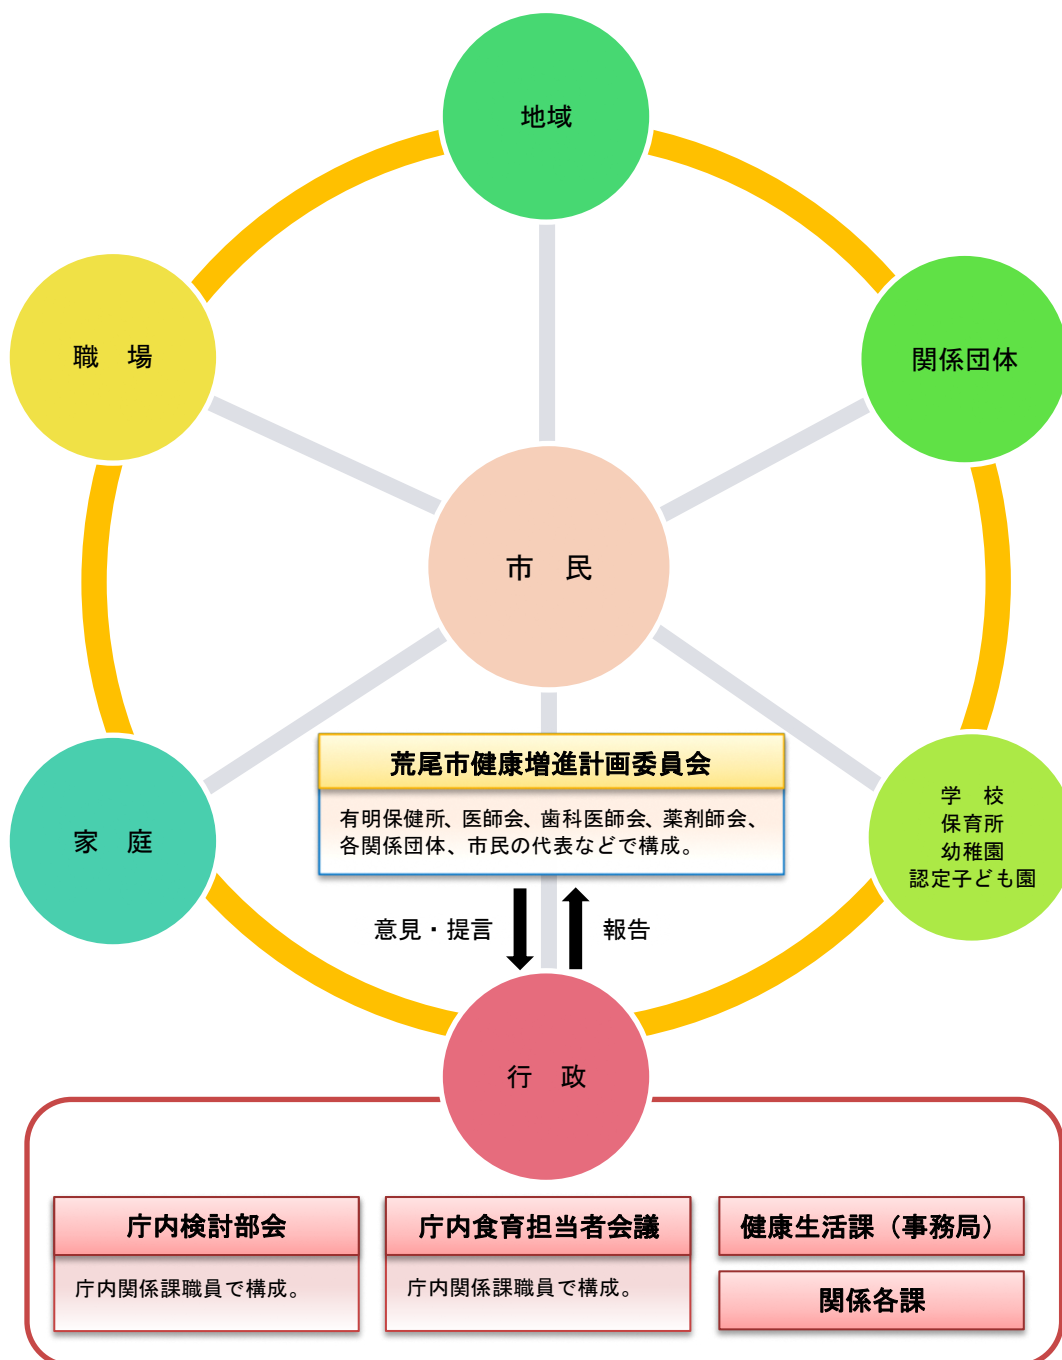 地域
職　場
関係団体
市　民
荒尾市健康増進計画委員会
有明保健所、医師会、歯科医師会、薬剤師会、
各関係団体、市民の代表などで構成。
家　庭
学　校
保育所
幼稚園
認定子ども園
意見・提言
報告
行　政
庁内検討部会
庁内関係課職員で構成。
庁内食育担当者会議
庁内関係課職員で構成。
健康生活課（事務局）
関係各課